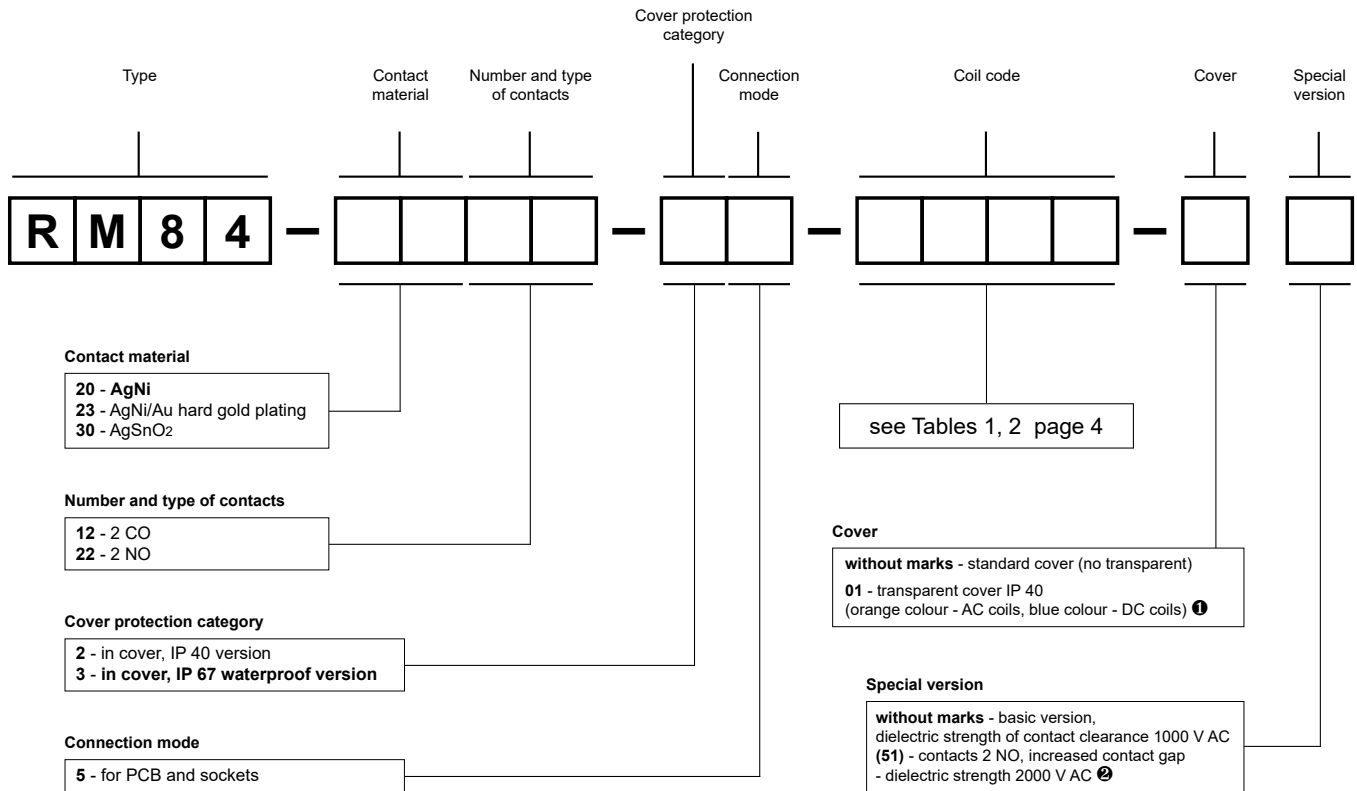 Cover protection
category
Type
Contact
material
Number and type
of contacts
Connection
mode
Coil code
Cover
Special
version
R M 8 4 – – – –
Contact material
20 - AgNi
23 - AgNi/Au hard gold plating
30 - AgSnO2
see Tables 1, 2 page 4
Number and type of contacts
12 - 2 CO
22 - 2 NO
Cover
without marks - standard cover (no transparent)
01 - transparent cover IP 40
(orange colour - AC coils, blue colour - DC coils) ❶
Cover protection category
2 - in cover, IP 40 version
3 - in cover, IP 67 waterproof version
Special version
without marks - basic version,
dielectric strength of contact clearance 1000 V AC
(51) - contacts 2 NO, increased contact gap
- dielectric strength 2000 V AC ❷
Connection mode
5 - for PCB and sockets